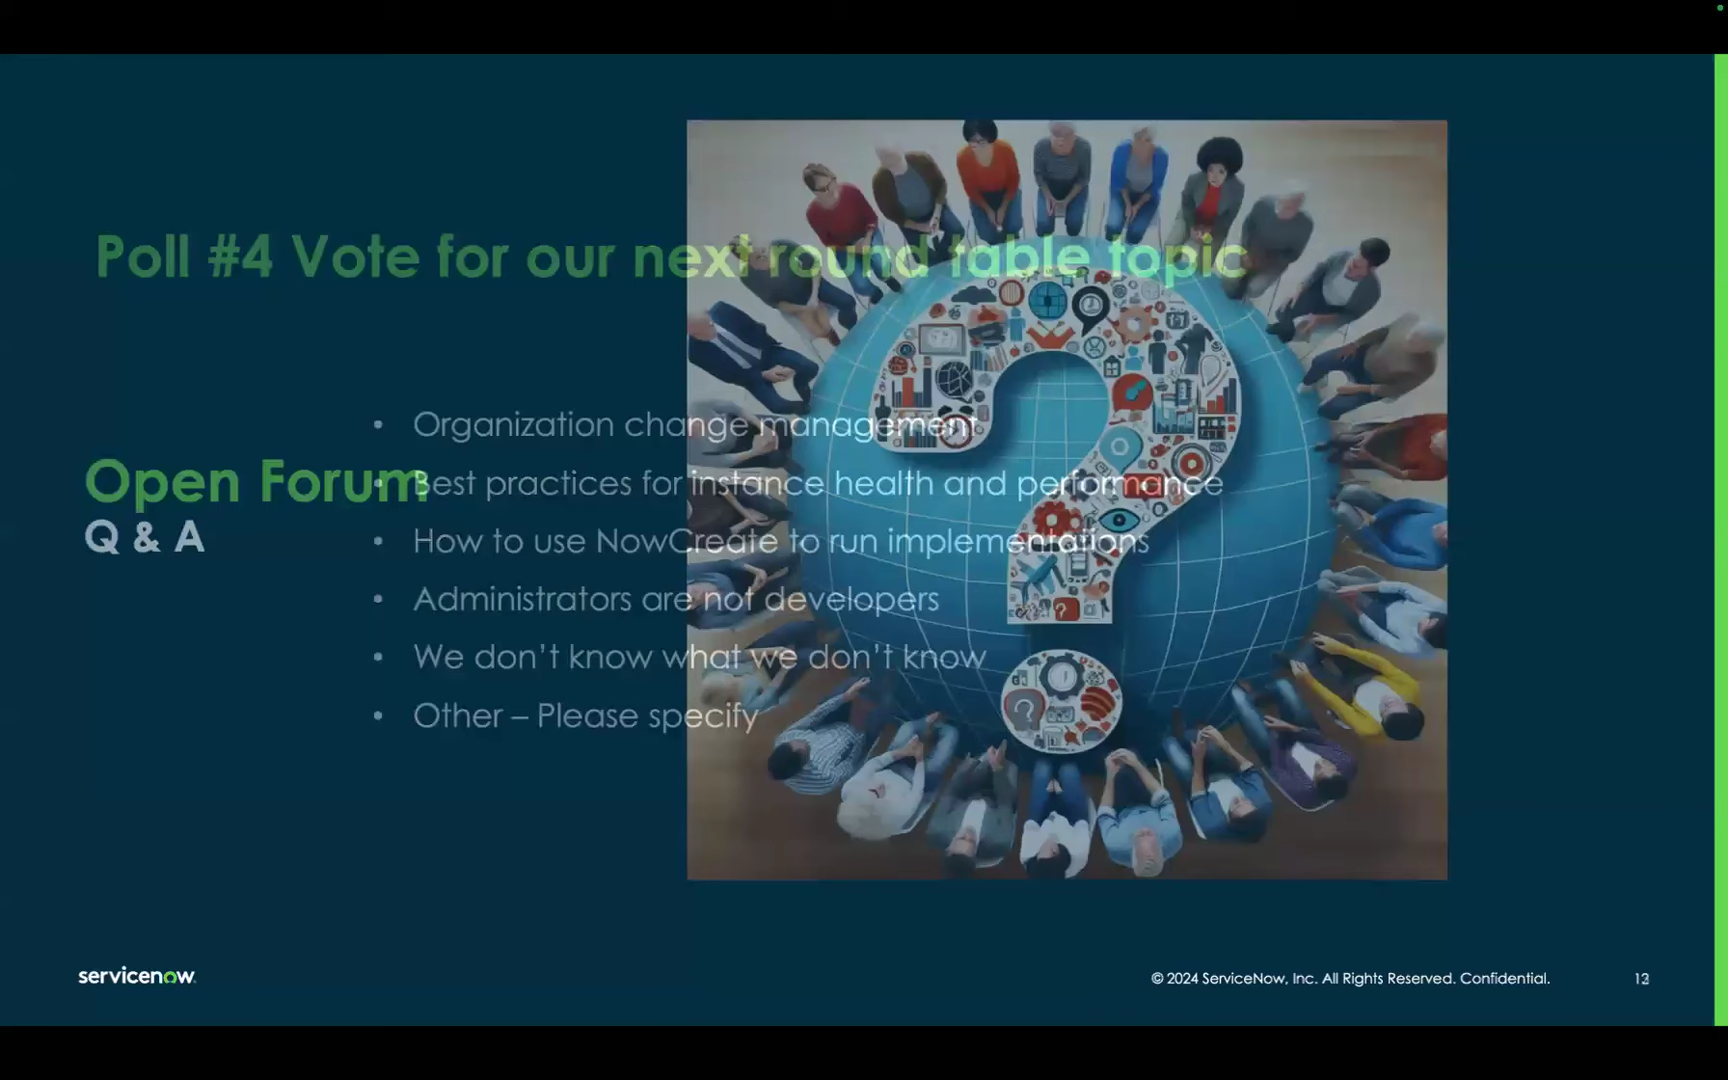 Poll #4 Vote for our next round table topic
• Organization change management
Open Forum
• Best practices for instance health and performance
Q & A
• How to use NowCreate to run implementations
• Administrators are not developers
• We don’t know what we don’t know
• Other – Please specify
servicenow
© 2024 ServiceNow, Inc. All Rights Reserved. Confidential.